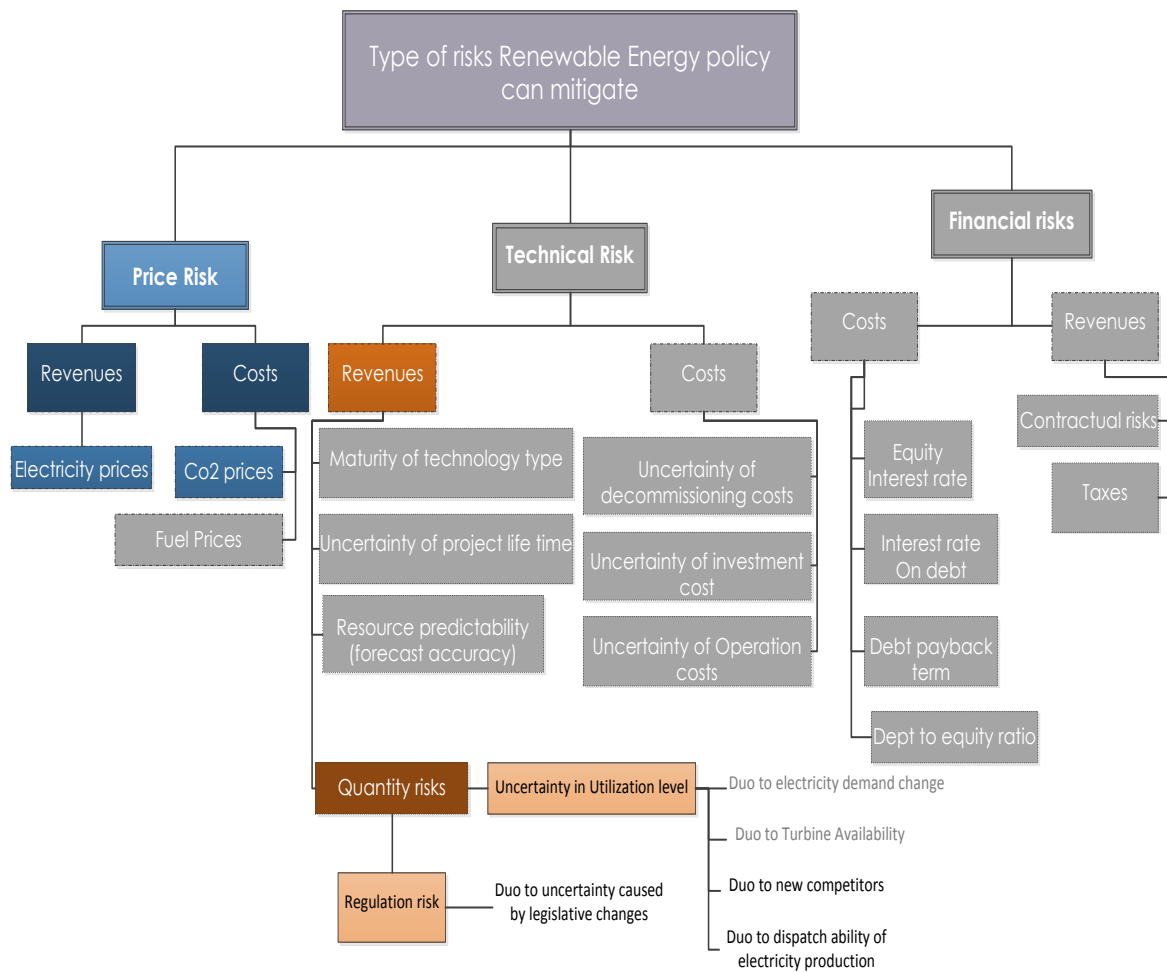 Type of risks Renewable Energy policy
can mitigate
Price Risk
Technical Risk
Financial risks
Revenues
Costs
Electricity prices
Co2 prices
Fuel Prices
Revenues
Maturity of technology type
Uncertainty of project life time
Resource predictability
(forecast accuracy)
Costs
Uncertainty of
decommissioning costs
Uncertainty of investment
cost
Uncertainty of Operation
costs
Costs
Equity
Interest rate
Interest rate
On debt
Debt payback
term
Dept to equity ratio
Revenues
Contractual risks
Taxes
Quantity risks
Uncertainty in Utilization level
Duo to electricity demand change
Duo to Turbine Availability
Duo to new competitors
Duo to dispatch ability of
electricity production
Regulation risk
Duo to uncertainty caused
by legislative changes